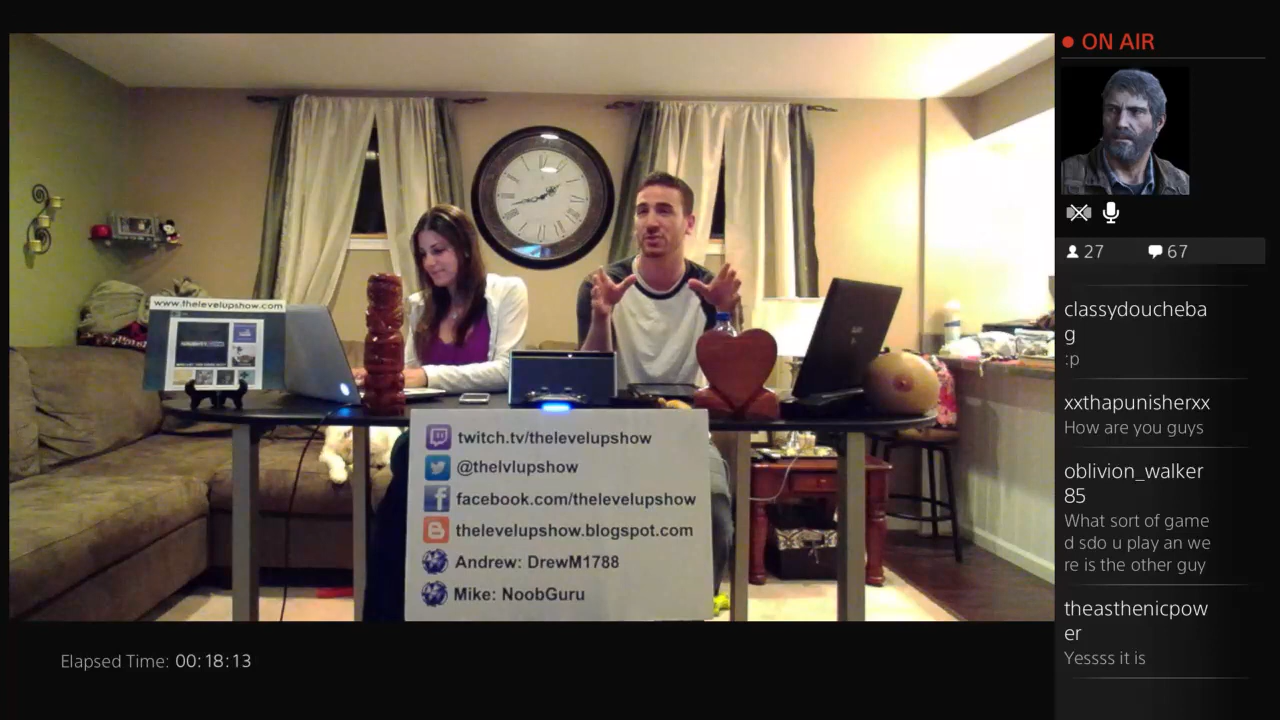 ON AIR
27 67
www.thelevelupshow.com
twitch.tv/thelevelupshow
@thelvlupshow
facebook.com/thelevelupshow
thelevelupshow.blogspot.com
Andrew: DrewM1788
Mike: NoobGuru
classydoucheba
g
:p
xxthapunisherxx
How are you guys
oblivion_walker
85
What sort of game
d sdo u play an we
re is the other guy
theasthenicpow
er
Yessss it is
Elapsed Time: 00:18:13